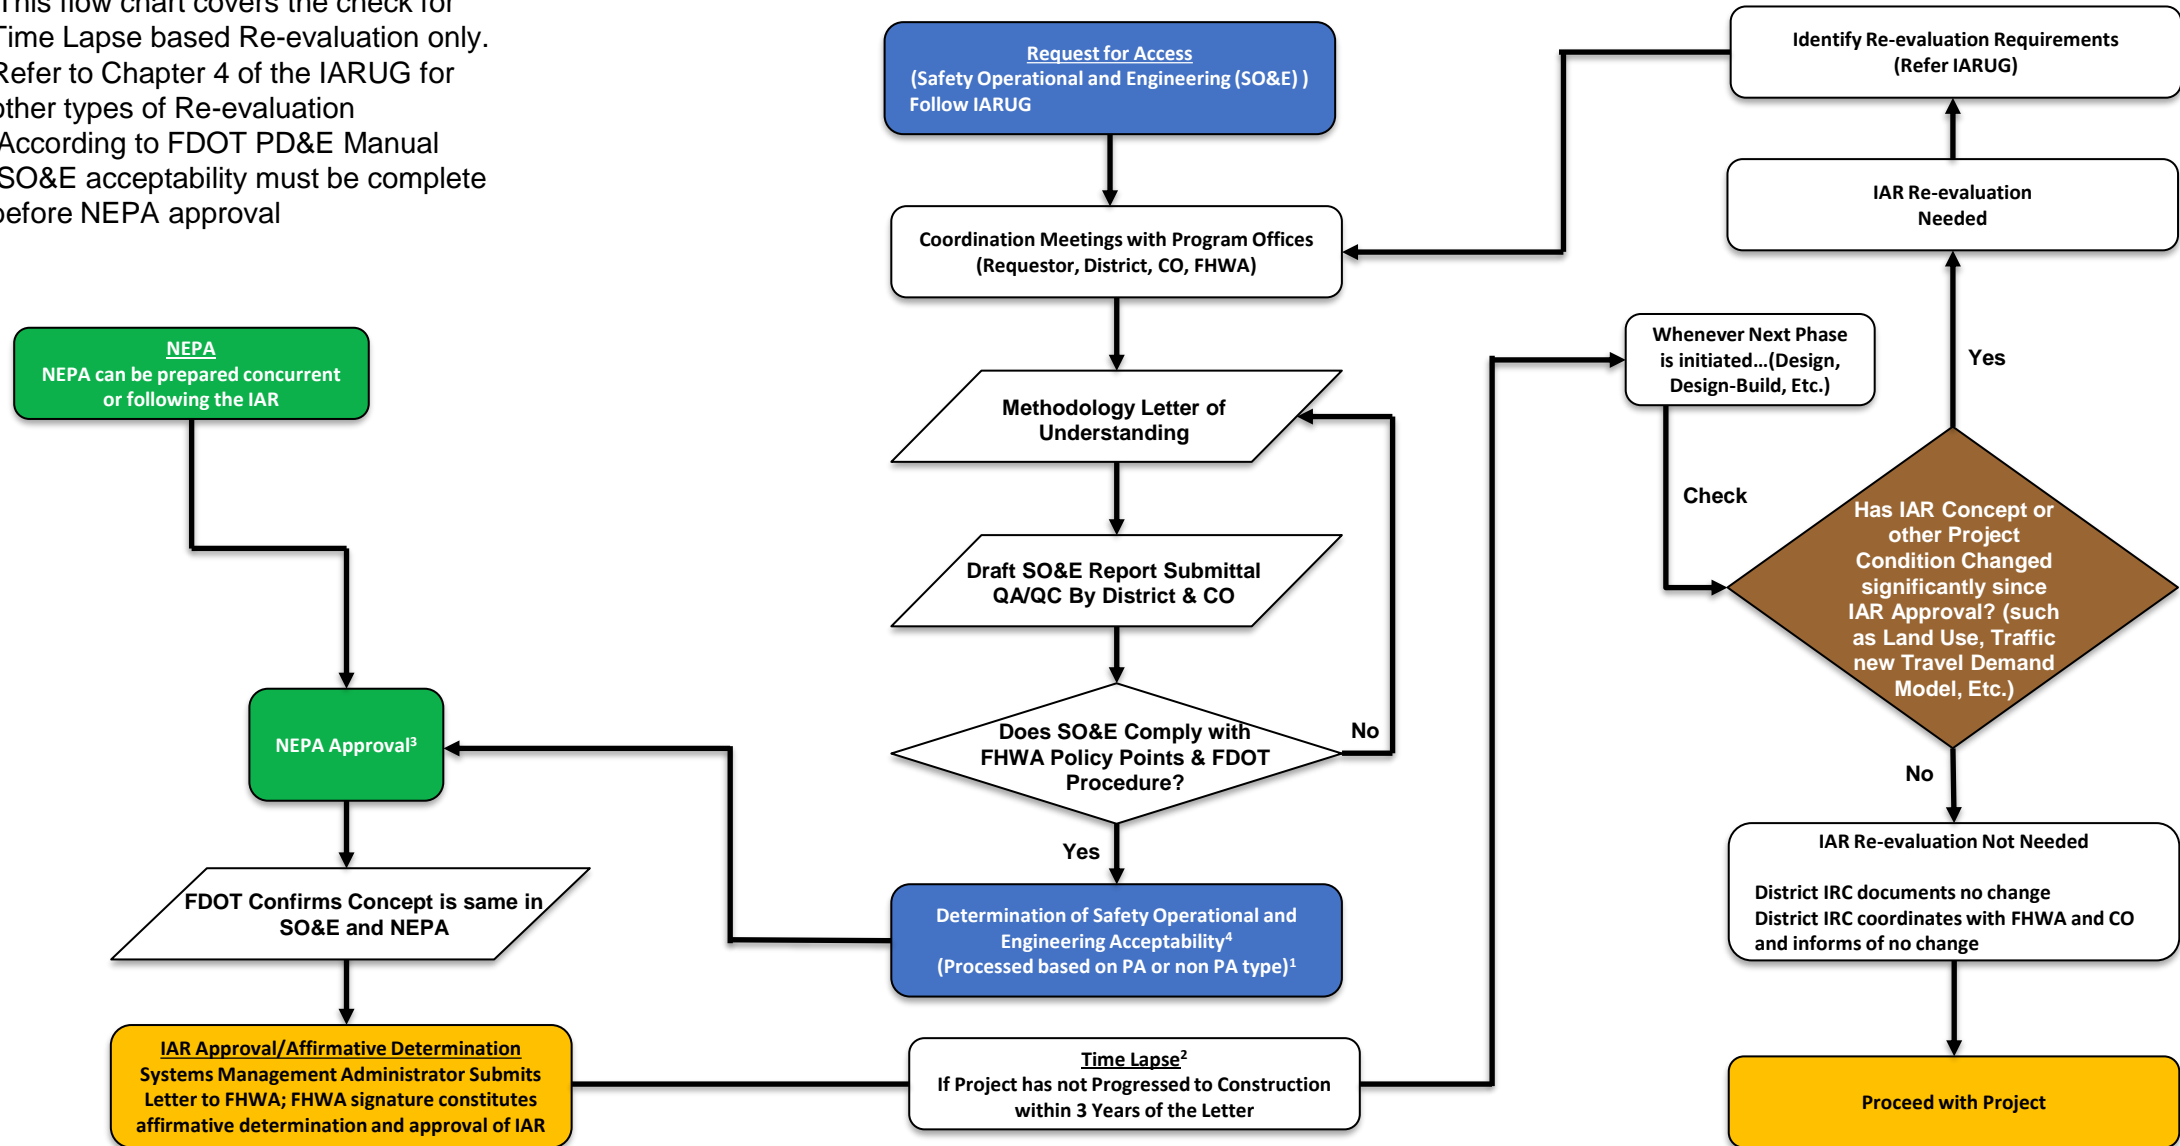 This flow chart covers the check for
Time Lapse based Re-evaluation only.
Refer to Chapter 4 of the IARUG for
other types of Re-evaluation
According to FDOT PD&E Manual
SO&E acceptability must be complete
before NEPA approval
Request for Access
(Safety Operational and Engineering (SO&E) )
Follow IARUG
Identify Re-evaluation Requirements
(Refer IARUG)
IAR Re-evaluation
Needed
Coordination Meetings with Program Offices
(Requestor, District, CO, FHWA)
NEPA
NEPA can be prepared concurrent
or following the IAR
Whenever Next Phase
is initiated...(Design,
Design-Build, Etc.)
Yes
Methodology Letter of
Understanding
Check
Has IAR Concept or
other Project
Condition Changed
significantly since
IAR Approval? (such
as Land Use, Traffic
new Travel Demand
Model, Etc.)
Draft SO&E Report Submittal
QA/QC By District & CO
NEPA Approval³
Does SO&E Comply with
FHWA Policy Points & FDOT
Procedure?
No
No
Yes
IAR Re-evaluation Not Needed
District IRC documents no change
District IRC coordinates with FHWA and CO
and informs of no change
FDOT Confirms Concept is same in
SO&E and NEPA
Determination of Safety Operational and
Engineering Acceptability⁴
(Processed based on PA or non PA type)¹
IAR Approval/Affirmative Determination
Systems Management Administrator Submits
Letter to FHWA; FHWA signature constitutes
affirmative determination and approval of IAR
Time Lapse²
If Project has not Progressed to Construction
within 3 Years of the Letter
Proceed with Project